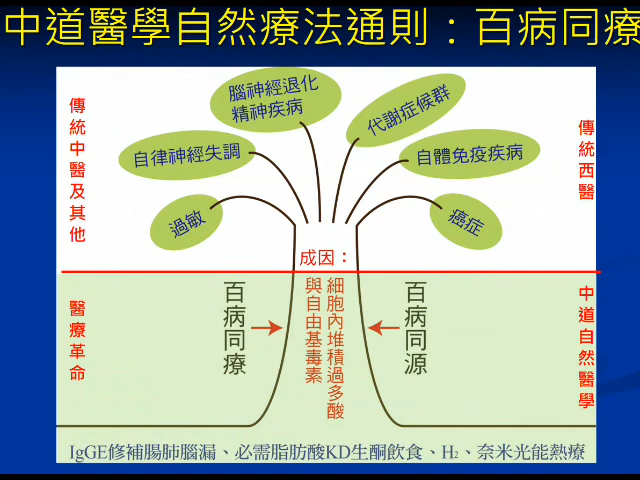 中道醫學自然療法通則：百病同療
腦神經退化
精神疾病
代謝症候群
自律神經失調
自體免疫疾病
過敏
癌症
傳統中醫及其他
傳統西醫
成因：
細胞內堆積過多酸
與自由基毒素
百病同療
百病同源
醫療革命
中道自然醫學
IgGE修補腸肺腦漏、必需脂肪酸KD生酮飲食、H₂、奈米光能熱療